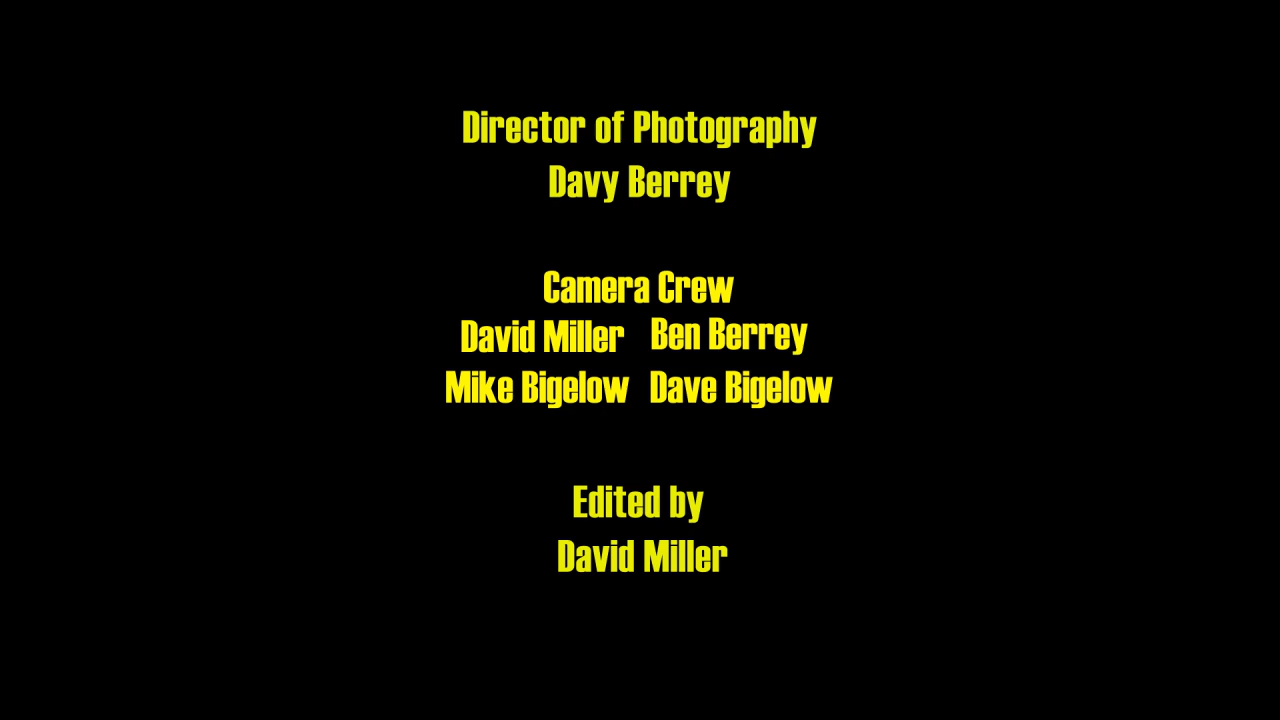 Director of Photography
Davy Berrey
Camera Crew
David Miller Ben Berrey
Mike Bigelow Dave Bigelow
Edited by
David Miller